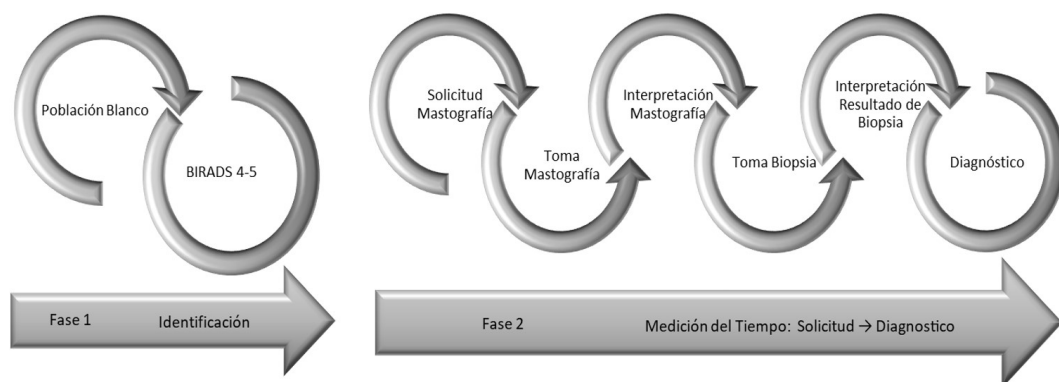 Población Blanco
BIRADS 4-5
Solicitud
Mastografía
Toma
Mastografía
Interpretación
Mastografía
Toma Biopsia
Interpretación
Resultado de
Biopsia
Diagnóstico
Fase 1 Identificación
Fase 2 Medición del Tiempo: Solicitud → Diagnostico